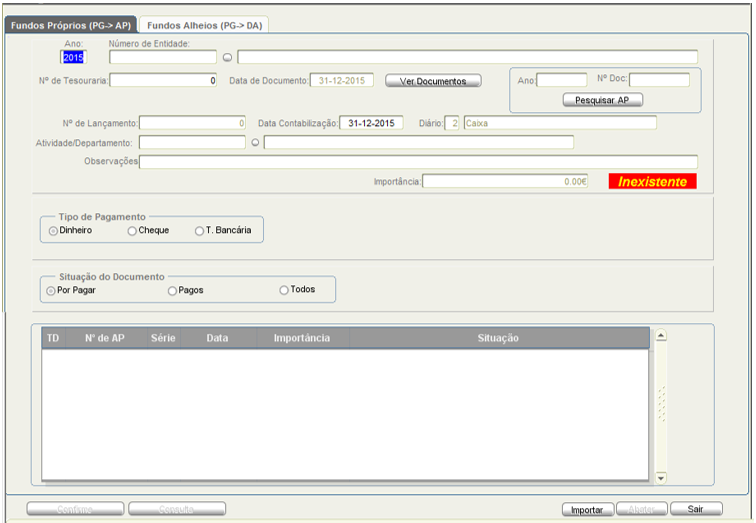 Fundos Próprios (PG-> AP) Fundos Alheios (PG-> DA)
Ano: Número de Entidade:
2015
Nº de Tesouraria: 0 Data de Documento: 31-12-2015 Ver Documentos Ano: Nº Doc:
Pesquisar AP
Nº de Lançamento: 0 Data Contabilização: 31-12-2015 Diário: 2 Caixa
Atividade/Departamento:
Observações
Importância: 0.00€ Inexistente
Tipo de Pagamento
Dinheiro Cheque T. Bancária
Situação do Documento
Por Pagar Pagos Todos
TD Nº de AP Série Data Importância Situação
Confirma Consulta Importar Abater Sair